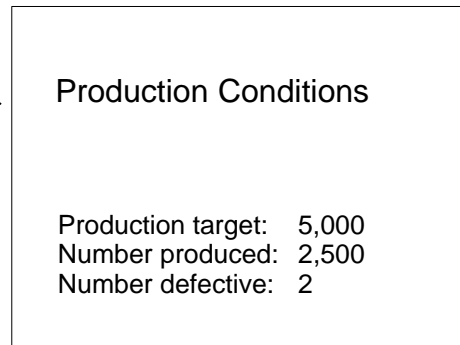 Production Conditions
Production target: 5,000
Number produced: 2,500
Number defective: 2